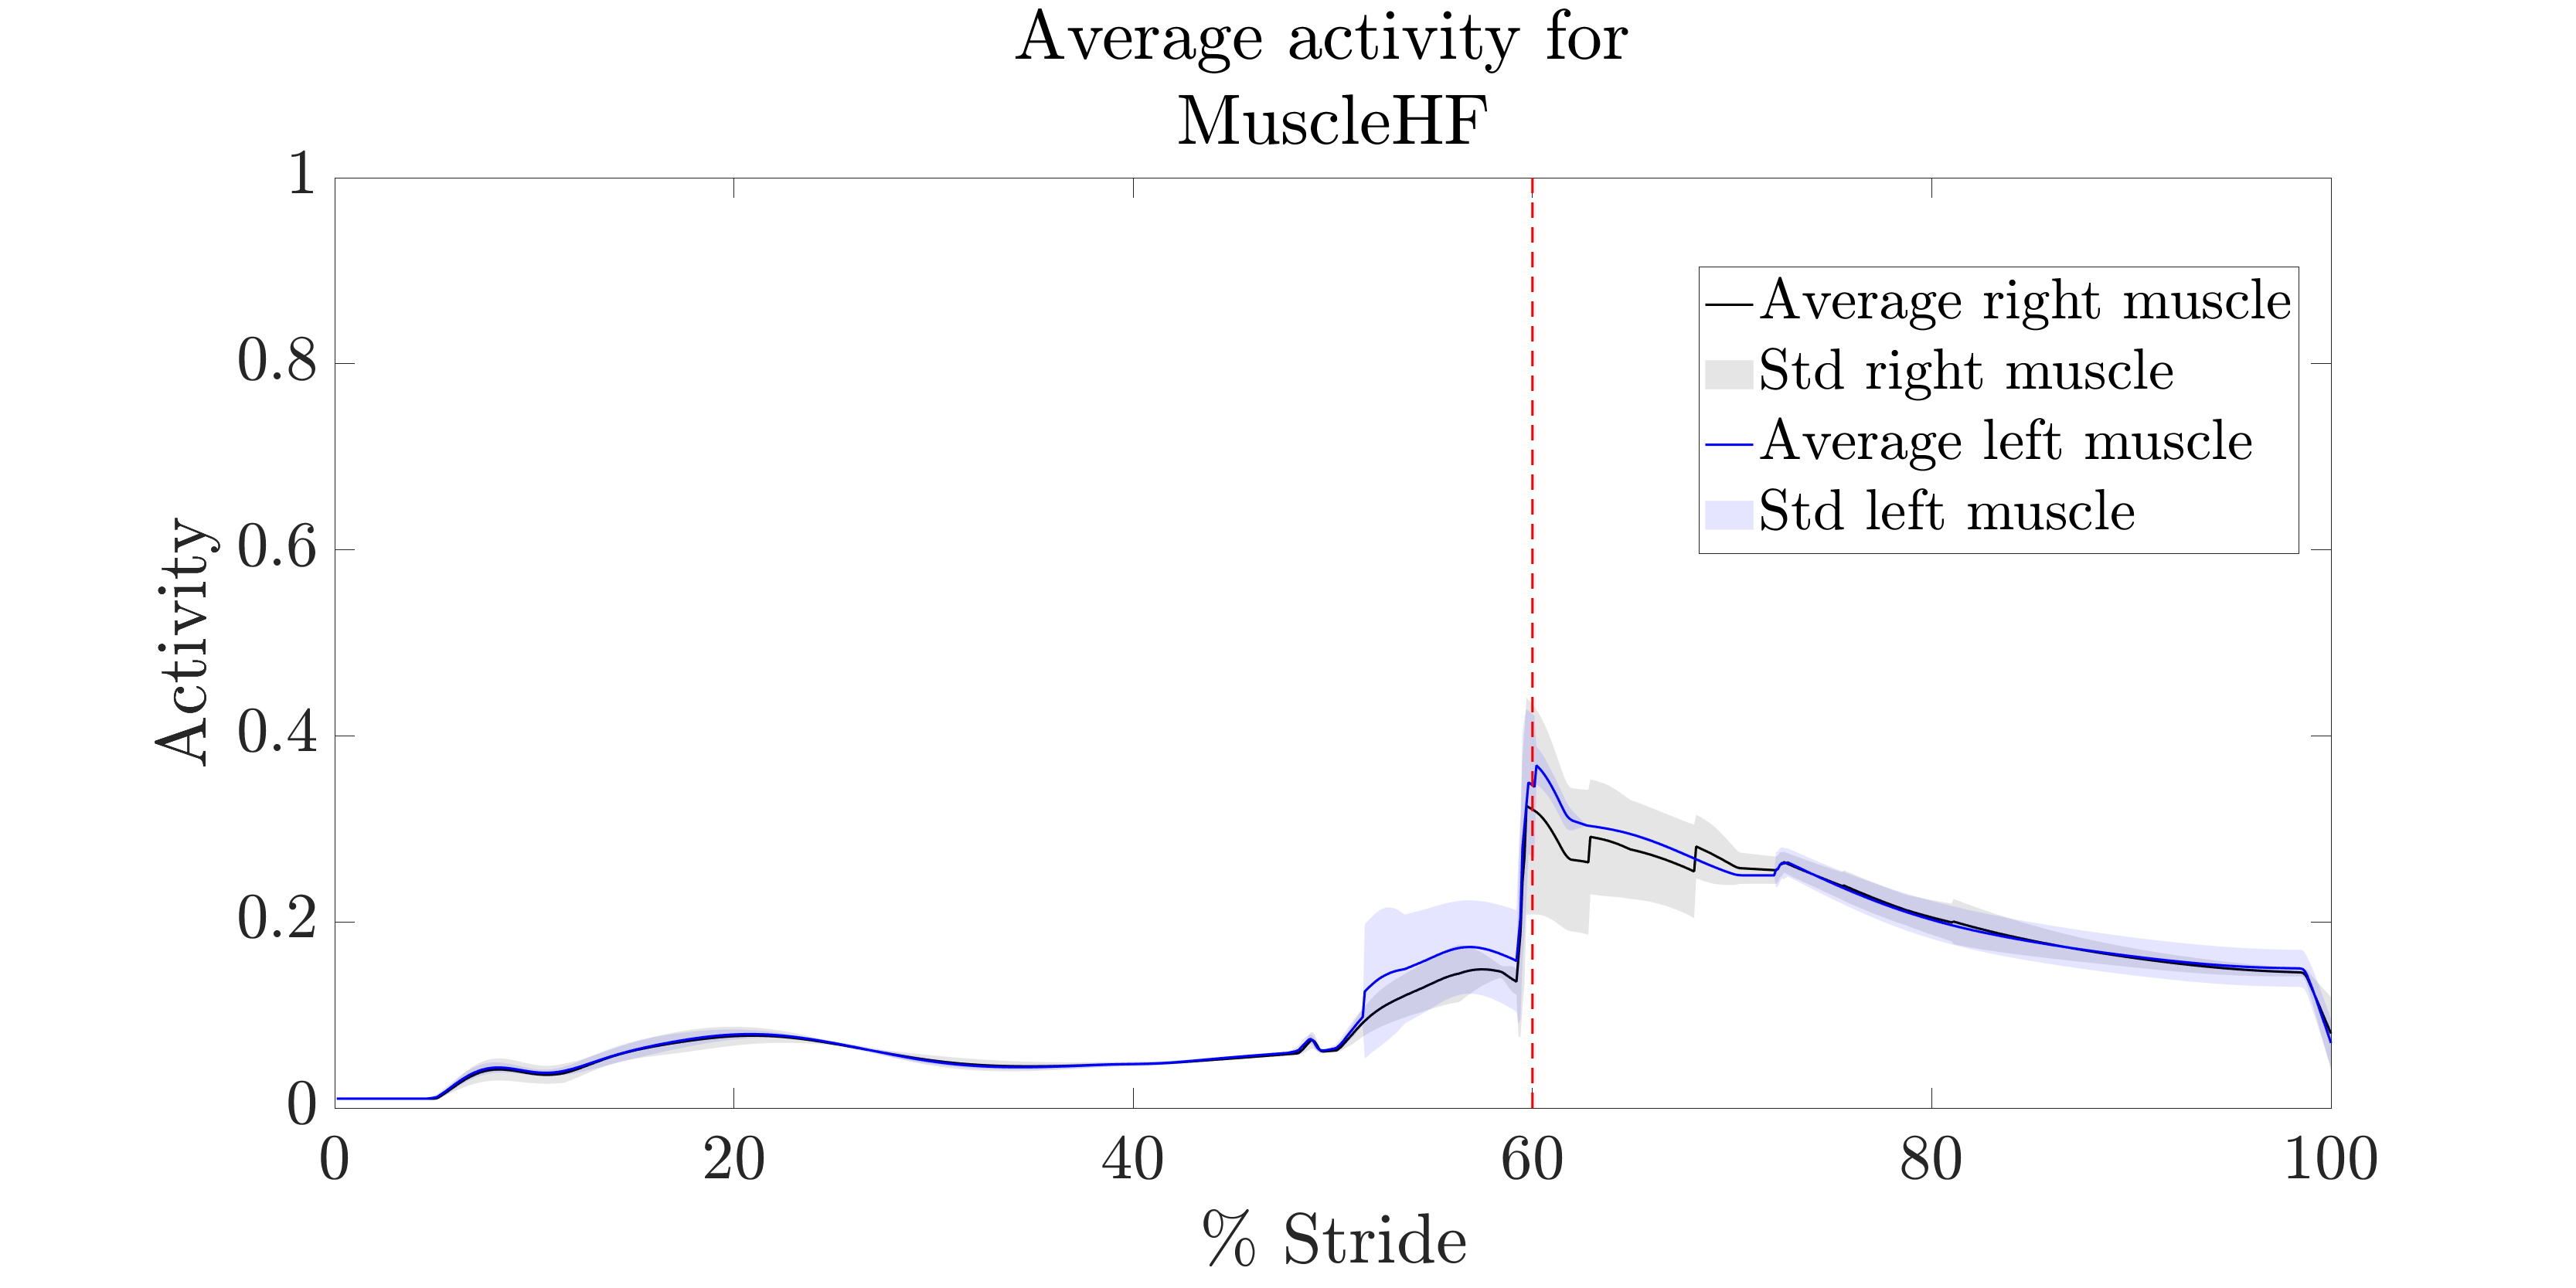 Average activity for
MuscleHF
1
0.8
0.6
0.4
0.2
0
Activity
Average right muscle
Std right muscle
Average left muscle
Std left muscle
0 20 40 60 80 100
% Stride